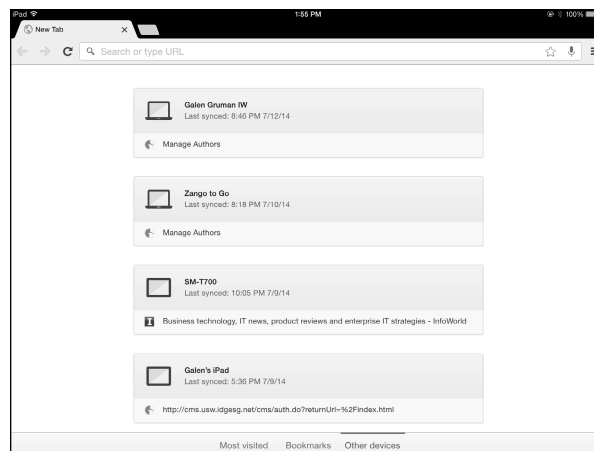 iPad 1:55 PM 100%
New Tab
Search or type URL
Galen Gruman IW
Last synced: 8:46 PM 7/12/14
Manage Authors
Zango to Go
Last synced: 8:18 PM 7/10/14
Manage Authors
SM-T700
Last synced: 10:05 PM 7/9/14
Business technology, IT news, product reviews and enterprise IT strategies - InfoWorld
Galen's iPad
Last synced: 5:36 PM 7/9/14
http://cms.usw.idgesg.net/cms/auth.do?returnUrl=%2Findex.html
Most visited Bookmarks Other devices